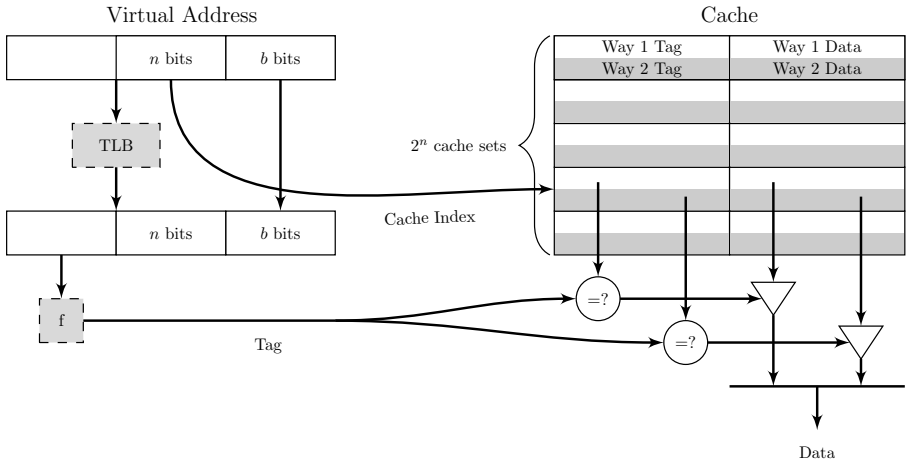 Virtual Address
Cache
n bits
b bits
Way 1 Tag
Way 1 Data
Way 2 Tag
Way 2 Data
TLB
2ⁿ cache sets
n bits
b bits
Cache Index
=?
f
=?
Tag
Data